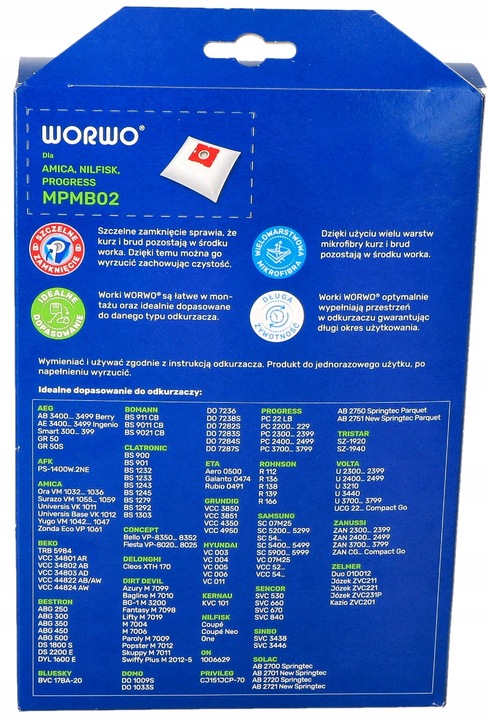 WORWO®
Dla
AMICA, NILFISK,
PROGRESS
MPMB02
SZCZELNE
ZAMKNIĘCIE
Szczelne zamknięcie sprawia, że
kurz i brud pozostają w środku
worka. Dzięki temu można go
wyrzucić zachowując czystość.
WIELOWARSTWOWA
MIKROFIBRA
Dzięki użyciu wielu warstw
mikrofibry kurz i brud
pozostają w środku worka.
IDEALNE
DOPASOWANIE
Worki WORWO® są łatwe w mon-
tażu oraz idealnie dopasowane
do danego typu odkurzacza.
DŁUGA
ŻYWOTNOŚĆ
Worki WORWO® optymalnie
wypełniają przestrzeń
w odkurzaczu gwarantując
długi okres użytkowania.
Wymieniać i używać zgodnie z instrukcją odkurzacza. Produkt do jednorazowego użytku, po
napełnieniu wyrzucić.
Idealne dopasowanie do odkurzaczy:
AEG
AB 3400... 3499 Berry
AE 3400... 3499 Ingenio
Smart 300... 399
GR 50
GR 50S
AFK
PS-1400W.2NE
AMICA
Ora VM 1032... 1036
Surazo VM 1055... 1059
Universis VK 1011
Universis Base VK 1012
Yugo VM 1042... 1047
Zonda Eco VP 1061
BEKO
TRB 5984
VCC 34801 AR
VCC 34802 AB
VCC 34803 AD
VCC 44822 AB/AW
VCC 44824 AW
BESTRON
ABG 250
ABG 300
ABG 350
ABG 450
ABG 500
DS 1800 S
DS 2200 E
DYL 1600 E
BLUESKY
BVC 17BA-20
BOMANN
BS 911 CB
BS 9011 CB
BS 9021 CB
CLATRONIC
BS 900
BS 901
BS 1232
BS 1233
BS 1243
BS 1245
BS 1279
BS 1292
BS 1303
CONCEPT
Bello VP-8350... 8352
Fiesta VP-8020... 8025
DELONGHI
Cleos XTH 170
DIRT DEVIL
Azury M 7099
Bagline M 7010
BG-1 M 3200
Fantasy M 7098
Lifty M 7019
M 7004
M 7006
Paroly M 7009
Popster M 7012
Skuppy M 7011
Swiffy Plus M 2012-5
DOMO
DO 1009S
DO 1033S
DO 7236
DO 7238S
DO 7282S
DO 7283S
DO 7284S
DO 7287S
ETA
Aero 0500
Galanto 0474
Rubio 0491
GRUNDIG
VCC 3850
VCC 3851
VCC 4350
VCC 4950
HYUNDAI
VC 003
VC 004
VC 005
VC 006
VC 011
KERNAU
KVC 101
NILFISK
Coupé
Coupé Neo
One
ON
1006629
PRIVILEG
CJ151JCP-70
PROGRESS
PC 22 LB
PC 2200... 229
PC 2300... 2399
PC 2400... 2499
PC 3700... 3799
ROHNSON
R 112
R 136
R 138
R 139
R 166
SAMSUNG
SC 07M25
SC 5200... 5299
SC 54...
SC 5400... 5499
SC 5900... 5999
VC 07M25
VC 52...
VCC 54...
SENCOR
SVC 530
SVC 660
SVC 670
SVC 840
SINBO
SVC 3438
SVC 3446
SOLAC
AB 2700 Springtec
AB 2701 New Springtec
AB 2720 Springtec
AB 2721 New Springtec
AB 2750 Springtec Parquet
AB 2751 New Springtec Parquet
TRISTAR
SZ-1920
SZ-1940
VOLTA
U 2300... 2399
U 2400... 2499
U 3210
U 3440
U 3700... 3799
UCG 22... Compact Go
ZANUSSI
ZAN 2300... 2399
ZAN 2400... 2499
ZAN 3700... 3799
ZAN CG... Compact Go
ZELMER
Duo 01D012
Józek ZVC211
Józek ZVC221
Józek ZVC231P
Kazio ZVC201